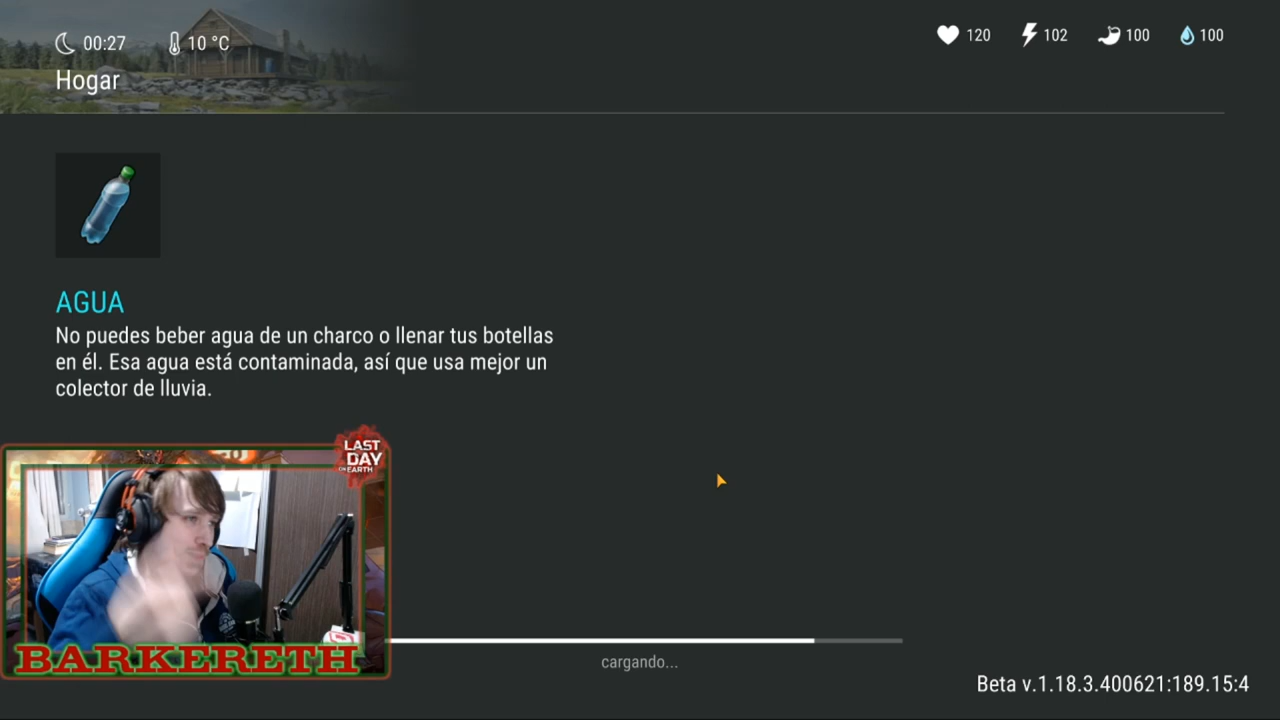 00:27 10 °C
Hogar
120 102 100 100
AGUA
No puedes beber agua de un charco o llenar tus botellas
en él. Esa agua está contaminada, así que usa mejor un
colector de lluvia.
LAST
DAY
ON EARTH
BARKERETH
cargando...
Beta v.1.18.3.400621:189.15:4